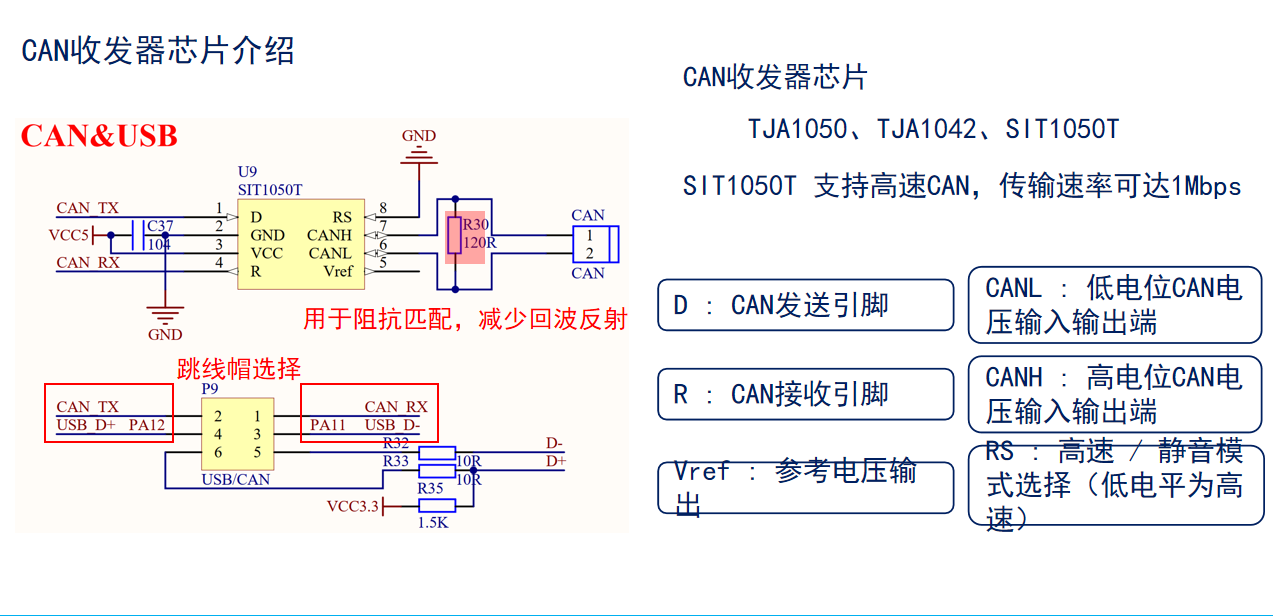 CAN收发器芯片介绍
CAN&USB
GND
U9
SIT1050T
CAN_TX
1
D
RS
8
VCC5
C37
104
2
GND
CANH
7
3
VCC
CANL
6
CAN_RX
4
R
Vref
5
R30
120R
CAN
1
2
CAN
GND
用于阻抗匹配，减少回波反射
跳线帽选择
P9
CAN_TX
2
1
CAN_RX
USB_D+ PA12
4
3
PA11 USB_D-
6
5
USB/CAN
R32
10R
D-
R33
10R
D+
R35
VCC3.3
1.5K
CAN收发器芯片
TJA1050、TJA1042、SIT1050T
SIT1050T 支持高速CAN，传输速率可达1Mbps
D : CAN发送引脚
CANL : 低电位CAN电
压输入输出端
R : CAN接收引脚
CANH : 高电位CAN电
压输入输出端
Vref : 参考电压输
出
RS : 高速 / 静音模
式选择（低电平为高
速）